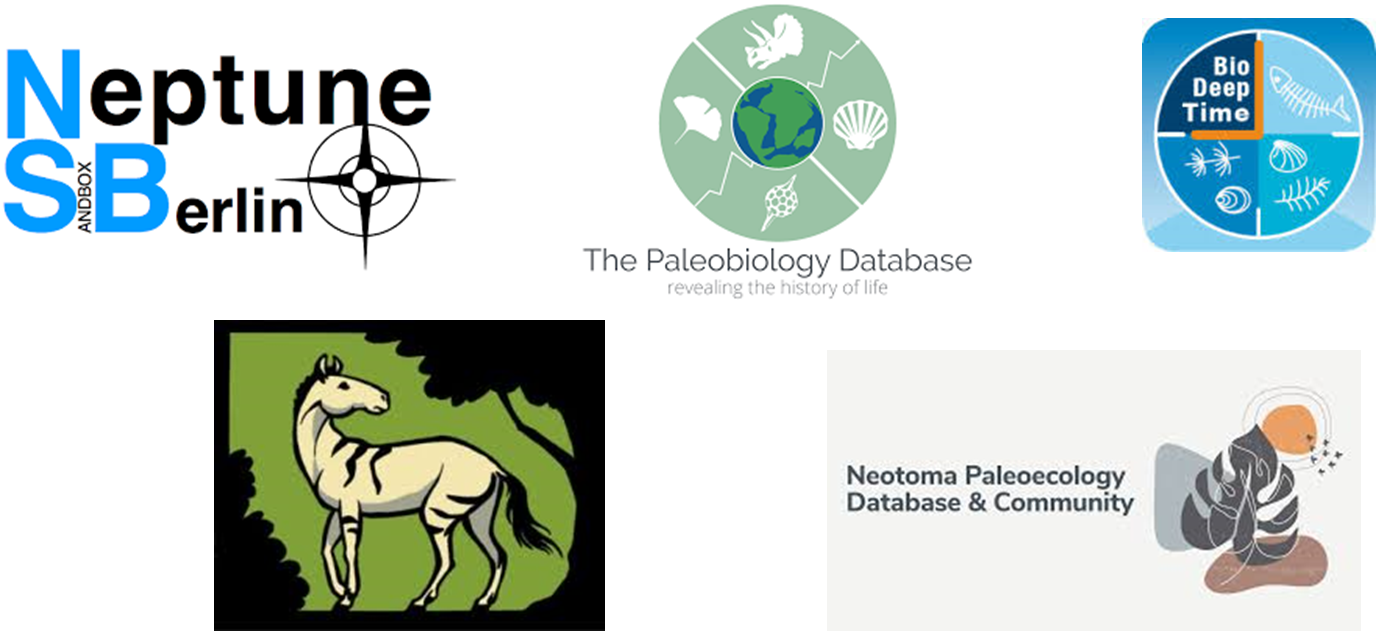 Neptune
SANDBOX Berlin
The Paleobiology Database
revealing the history of life
Bio
Deep
Time
Neotoma Paleoecology
Database & Community